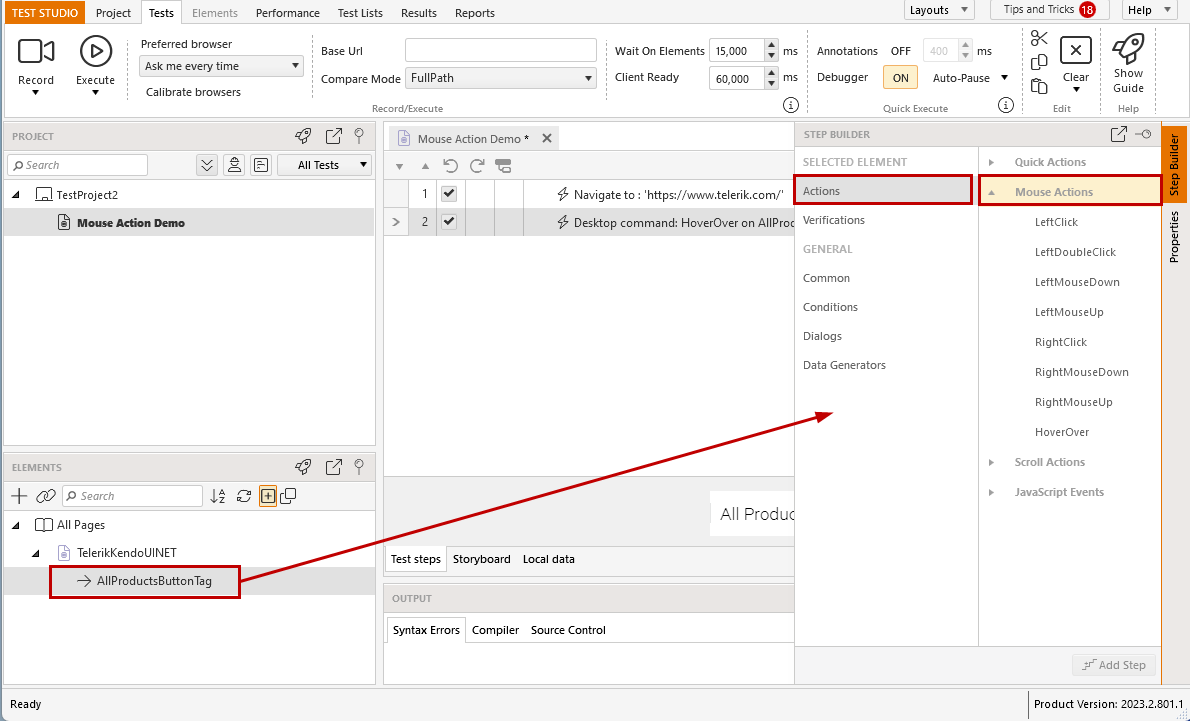 TEST STUDIO Project Tests Elements Performance Test Lists Results Reports Layouts Tips and Tricks 18 Help
Record
Execute
Preferred browser
Ask me every time
Calibrate browsers
Base Url
Compare Mode FullPath
Record/Execute
Wait On Elements 15,000 ms
Client Ready 60,000 ms
Annotations OFF 400 ms
Debugger ON Auto-Pause
Quick Execute
Clear
Edit
Show
Guide
Help
PROJECT
Search All Tests
TestProject2
Mouse Action Demo
ELEMENTS
Search
All Pages
TelerikKendoUINET
AllProductsButtonTag
Mouse Action Demo *
1 Navigate to : 'https://www.telerik.com/'
2 Desktop command: HoverOver on AllProd
All Produc
Test steps Storyboard Local data
OUTPUT
Syntax Errors Compiler Source Control
STEP BUILDER
SELECTED ELEMENT
Actions
Verifications
GENERAL
Common
Conditions
Dialogs
Data Generators
Quick Actions
Mouse Actions
LeftClick
LeftDoubleClick
LeftMouseDown
LeftMouseUp
RightClick
RightMouseDown
RightMouseUp
HoverOver
Scroll Actions
JavaScript Events
Add Step
Step Builder
Properties
Ready
Product Version: 2023.2.801.1